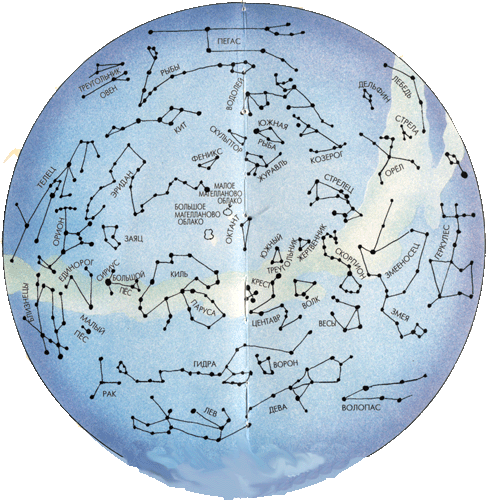 ПЕГАС
РЫБЫ
ТРЕУГОЛЬНИК
ОВЕН
ВОДОЛЕЙ
ДЕЛЬФИН
ЛЕБЕДЬ
СТРЕЛА
КИТ
СКУЛЬПТОР
ЮЖНАЯ
РЫБА
КОЗЕРОГ
ОРЕЛ
ФЕНИКС
ЖУРАВЛЬ
ТЕЛЕЦ
ЭРИДАН
СТРЕЛЕЦ
МАЛОЕ
МАГЕЛЛАНОВО
ОБЛАКО
БОЛЬШОЕ
МАГЕЛЛАНОВО
ОБЛАКО
ОКТАНТ
ОРИОН
ЗАЯЦ
ЮЖНЫЙ
ТРЕУГОЛЬНИК
ЖЕРТВЕННИК
СКОРПИОН
ЗМЕЕНОСЕЦ
ГЕРКУЛЕС
ЕДИНОРОГ
СИРИУС
БОЛЬШОЙ
ПЕС
КИЛЬ
ПАРУСА
КРЕСТ
ЦЕНТАВР
ВОЛК
ВЕСЫ
ЗМЕЯ
БЛИЗНЕЦЫ
МАЛЫЙ
ПЕС
ГИДРА
ВОРОН
РАК
ЛЕВ
ДЕВА
ВОЛОПАС